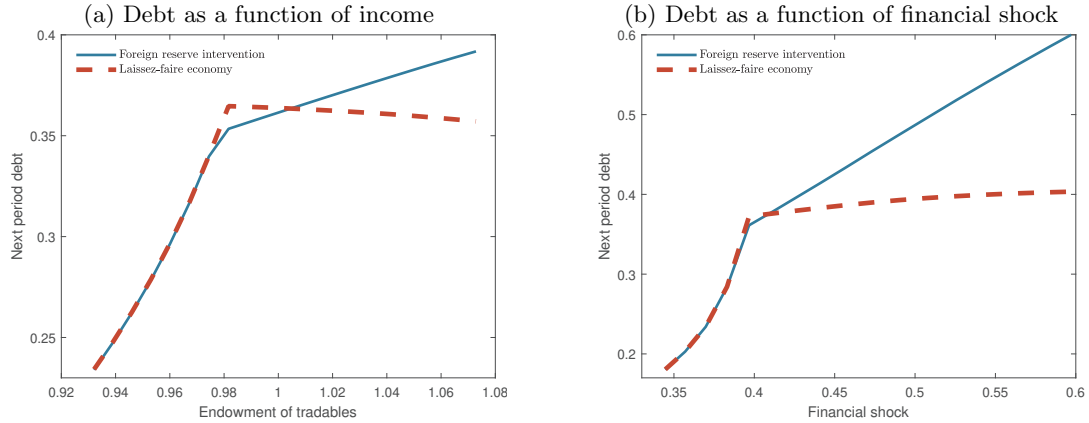 (a) Debt as a function of income
0.4
0.35
0.3
0.25
Next period debt
Foreign reserve intervention
Laissez-faire economy
0.92 0.94 0.96 0.98 1 1.02 1.04 1.06 1.08
Endowment of tradables
(b) Debt as a function of financial shock
0.6
0.5
0.4
0.3
0.2
Next period debt
Foreign reserve intervention
Laissez-faire economy
0.35 0.4 0.45 0.5 0.55 0.6
Financial shock